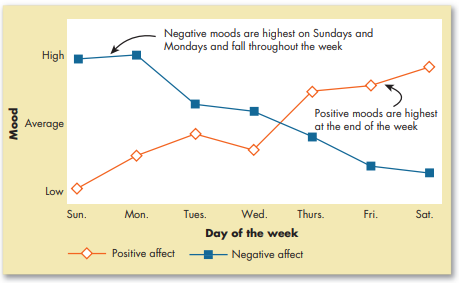 Negative moods are highest on Sundays and
Mondays and fall throughout the week
High
Positive moods are highest
at the end of the week
Average
Mood
Low
Sun. Mon. Tues. Wed. Thurs. Fri. Sat.
Day of the week
Positive affect Negative affect